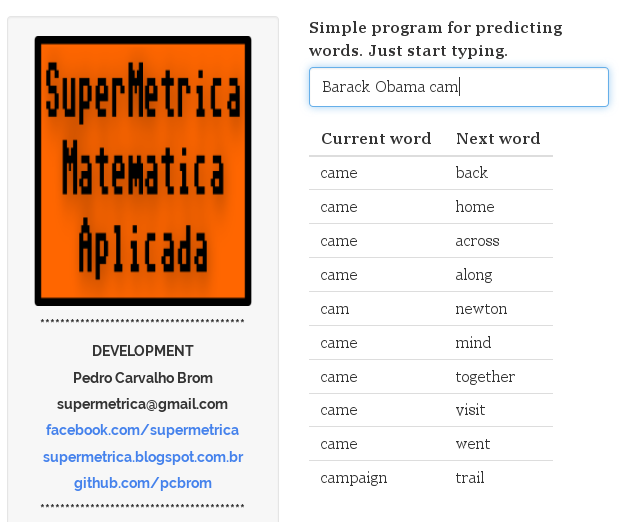 SuperMetrica
Matematica
Aplicada
*****************************************
DEVELOPMENT
Pedro Carvalho Brom
supermetrica@gmail.com
facebook.com/supermetrica
supermetrica.blogspot.com.br
github.com/pcbrom
*****************************************
Simple program for predicting
words. Just start typing.
Barack Obama cam
Current word Next word
came back
came home
came across
came along
cam newton
came mind
came together
came visit
came went
campaign trail